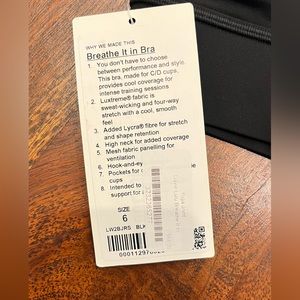 WHY WE MADE THIS
Breathe It in Bra
1. You don't have to choose
between performance and style.
This bra, made for C/D cups,
provides cool coverage for
intense training sessions
2. Luxtreme® fabric is
sweat-wicking and four-way
stretch with a cool, smooth
feel
3. Added Lycra® fibre for stretch
and shape retention
4. High neck for added coverage
5. Mesh fabric panelling for
ventilation
6. Hook-and-ey
7. Pockets for
cups
8. Intended to
support for
SIZE
6
LW2BJRS BLK